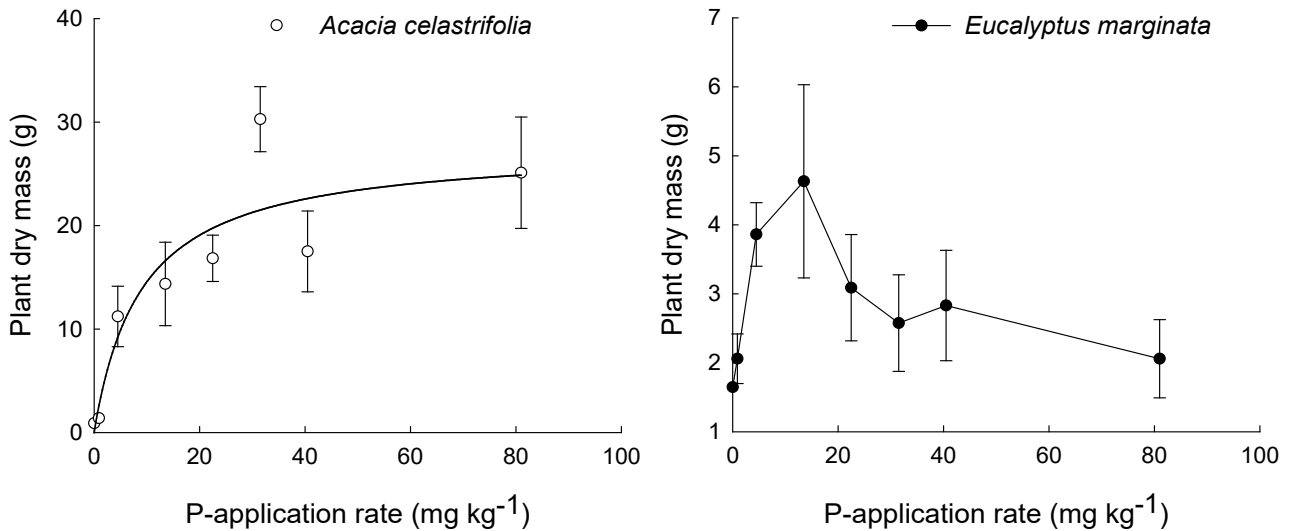 Acacia celastrifolia
Plant dry mass (g)
40
30
20
10
0
0 20 40 60 80 100
P-application rate (mg kg-1)
Eucalyptus marginata
Plant dry mass (g)
7
6
5
4
3
2
1
0 20 40 60 80 100
P-application rate (mg kg-1)